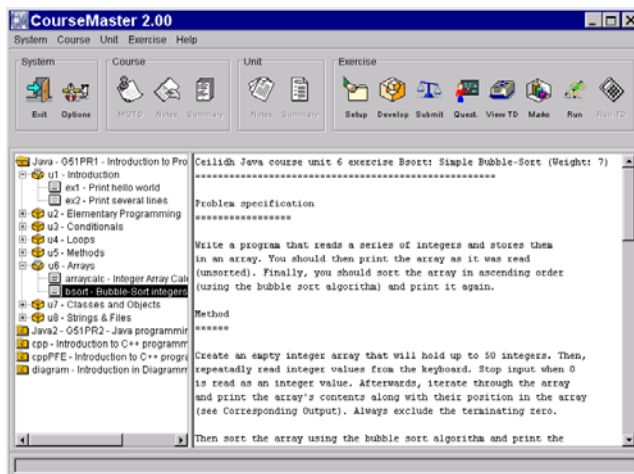 CourseMaster 2.00
System Course Unit Exercise Help
System Course Unit Exercise
Exit Options MOTD Notes Summary Notes Summary Setup Develop Submit Quest. View TD Marks Run Run TD
Java - G51PR1 - Introduction to Pro
u1 - Introduction
ex1 - Print hello world
ex2 - Print several lines
u2 - Elementary Programming
u3 - Conditionals
u4 - Loops
u5 - Methods
u6 - Arrays
arraycalc - Integer Array Calc
bsort - Bubble-Sort integers
u7 - Classes and Objects
u8 - Strings & Files
Java2 - G51PR2 - Java programmin
cpp - Introduction to C++ programm
cppPFE - Introduction to C++ progra
diagram - Introduction in Diagramm
Ceilidh Java course unit 6 exercise Bsort: Simple Bubble-Sort (Weight: 7)
Problem specification
Write a program that reads a series of integers and stores them
in an array. You should then print the array as it was read
(unsorted). Finally, you should sort the array in ascending order
(using the bubble sort algorithm) and print it again.
Method
Create an empty integer array that will hold up to 50 integers. Then,
repeatadly read integer values from the keyboard. Stop input when 0
is read as an integer value. Afterwards, iterate through the array
and print the array's contents along with their position in the array
(see Corresponding Output). Always exclude the terminating zero.
Then sort the array using the bubble sort algorithm and print the